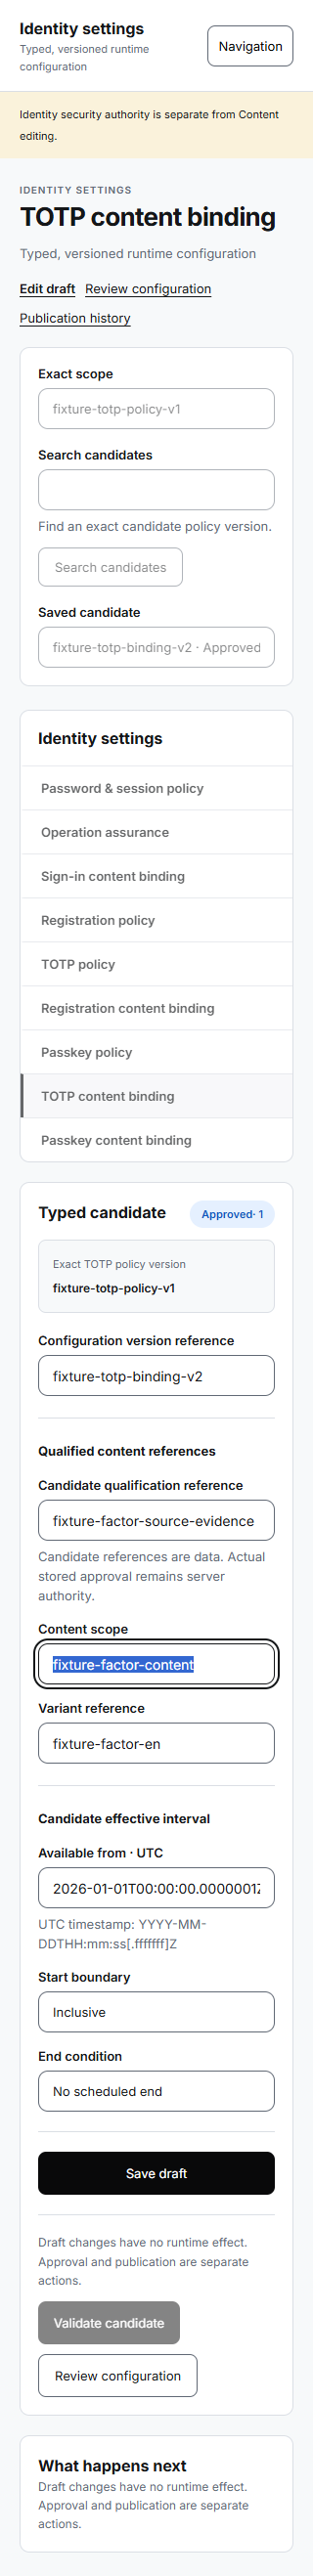 Identity settings
Typed, versioned runtime
configuration
Navigation
Identity security authority is separate from Content
editing.
IDENTITY SETTINGS
TOTP content binding
Typed, versioned runtime configuration
Edit draft Review configuration
Publication history
Exact scope
fixture-totp-policy-v1
Search candidates
Find an exact candidate policy version.
Search candidates
Saved candidate
fixture-totp-binding-v2 · Approved
Identity settings
Password & session policy
Operation assurance
Sign-in content binding
Registration policy
TOTP policy
Registration content binding
Passkey policy
TOTP content binding
Passkey content binding
Typed candidate
Approved· 1
Exact TOTP policy version
fixture-totp-policy-v1
Configuration version reference
fixture-totp-binding-v2
Qualified content references
Candidate qualification reference
fixture-factor-source-evidence
Candidate references are data. Actual
stored approval remains server
authority.
Content scope
fixture-factor-content
Variant reference
fixture-factor-en
Candidate effective interval
Available from · UTC
2026-01-01T00:00:00.0000001Z
UTC timestamp: YYYY-MM-
DDTHH:mm:ss[.fffffff]Z
Start boundary
Inclusive
End condition
No scheduled end
Save draft
Draft changes have no runtime effect.
Approval and publication are separate
actions.
Validate candidate
Review configuration
What happens next
Draft changes have no runtime effect.
Approval and publication are separate
actions.